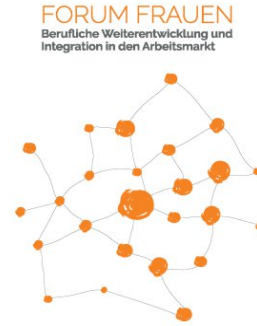 FORUM FRAUEN
Berufliche Weiterentwicklung und
Integration in den Arbeitsmarkt